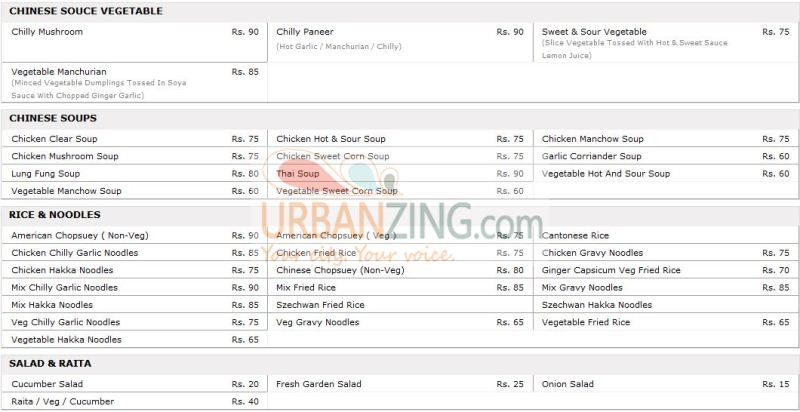 CHINESE SOUCE VEGETABLE
Chilly Mushroom Rs. 90 Chilly Paneer Rs. 90 Sweet & Sour Vegetable Rs. 75
(Hot Garlic / Manchurian / Chilly) (Slice Vegetable Tossed With Hot & Sweet Sauce
Lemon Juice)
Vegetable Manchurian Rs. 85
(Minced Vegetable Dumplings Tossed In Soya
Sauce With Chopped Ginger Garlic)
CHINESE SOUPS
Chicken Clear Soup Rs. 75 Chicken Hot & Sour Soup Rs. 75 Chicken Manchow Soup Rs. 75
Chicken Mushroom Soup Rs. 75 Chicken Sweet Corn Soup Rs. 75 Garlic Corriander Soup Rs. 60
Lung Fung Soup Rs. 80 Thai Soup Rs. 90 Vegetable Hot And Sour Soup Rs. 60
Vegetable Manchow Soup Rs. 60 Vegetable Sweet Corn Soup Rs. 60
URBANZING.com
Your city. Your voice.
RICE & NOODLES
American Chopsuey ( Non-Veg) Rs. 90 American Chopsuey ( Veg ) Rs. 75 Cantonese Rice
Chicken Chilly Garlic Noodles Rs. 85 Chicken Fried Rice Rs. 75 Chicken Gravy Noodles Rs. 75
Chicken Hakka Noodles Rs. 75 Chinese Chopsuey (Non-Veg) Rs. 80 Ginger Capsicum Veg Fried Rice Rs. 70
Mix Chilly Garlic Noodles Rs. 90 Mix Fried Rice Rs. 85 Mix Gravy Noodles Rs. 85
Mix Hakka Noodles Rs. 85 Szechwan Fried Rice Szechwan Hakka Noodles
Veg Chilly Garlic Noodles Rs. 75 Veg Gravy Noodles Rs. 65 Vegetable Fried Rice Rs. 65
Vegetable Hakka Noodles Rs. 65
SALAD & RAITA
Cucumber Salad Rs. 20 Fresh Garden Salad Rs. 25 Onion Salad Rs. 15
Raita / Veg / Cucumber Rs. 40